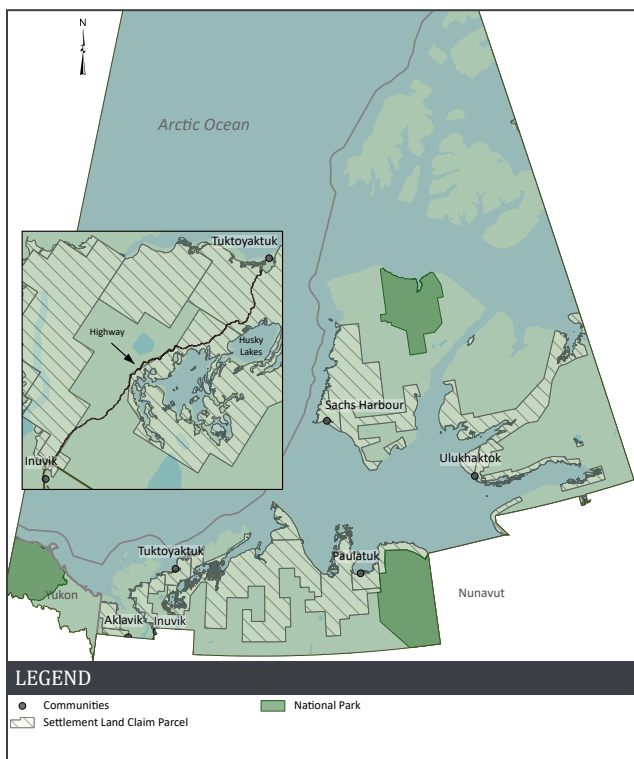 N
Arctic Ocean
Tuktoyaktuk
Highway
Husky
Lakes
Inuvik
Sachs Harbour
Ulukhaktok
Tuktoyaktuk
Paulatuk
Yukon
Aklavik
Inuvik
Nunavut
LEGEND
Communities
National Park
Settlement Land Claim Parcel